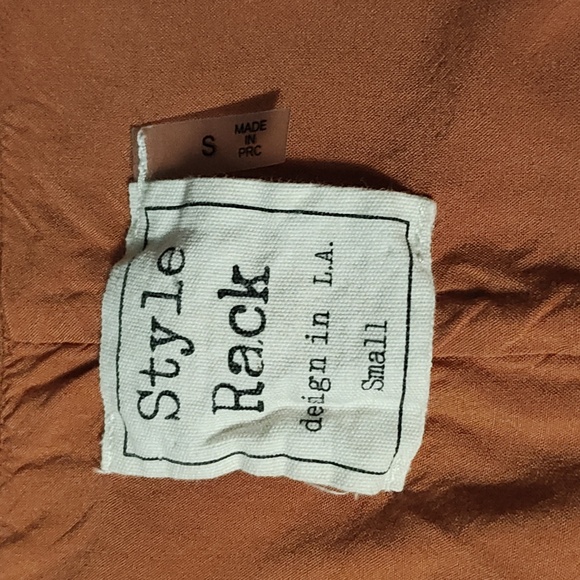 S
MADE
IN
PRC
Style
Rack
deign in L.A.
Small